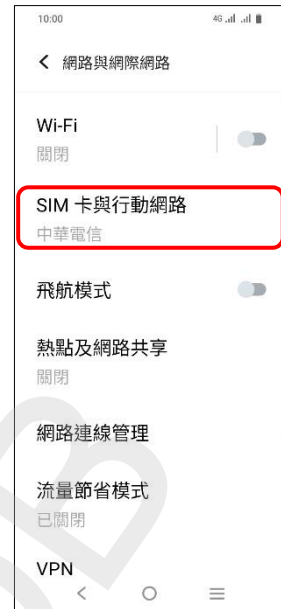 10:00 4G
網路與網際網路
Wi-Fi
關閉
SIM 卡與行動網路
中華電信
飛航模式
熱點及網路共享
關閉
網路連線管理
流量節省模式
已關閉
VPN